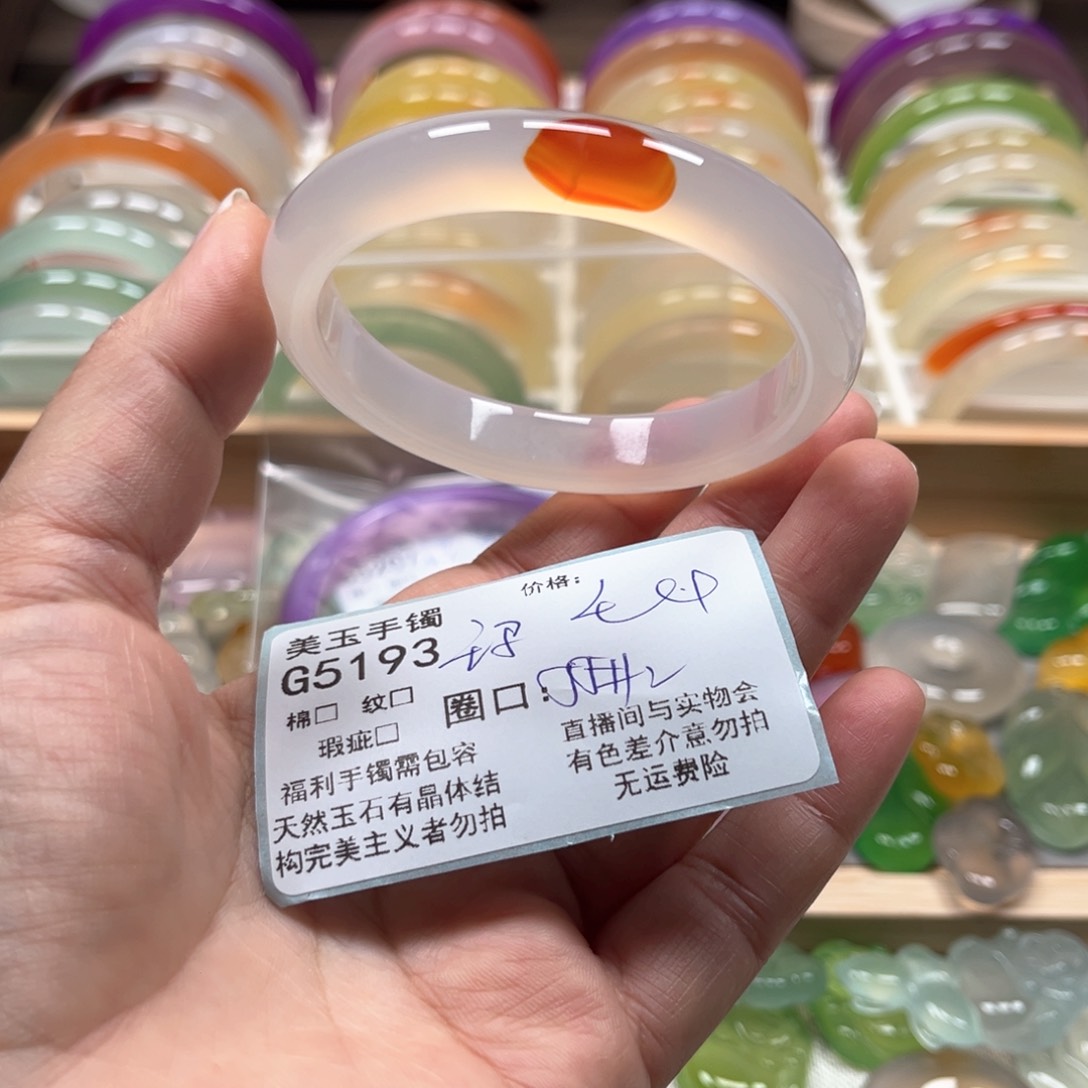 价格:
美玉手镯
G5193
棉□ 纹□
圈口:
瑕疵□
福利手镯需包容
天然玉石有晶体结
构完美主义者勿拍
直播间与实物会
有色差介意勿拍
无运费险